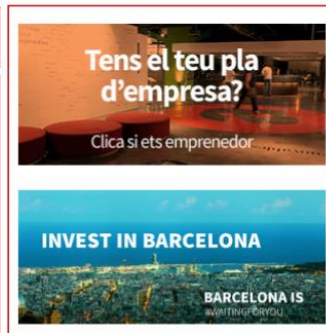 Tens el teu pla
d'empresa?
Clica si ets emprenedor
INVEST IN BARCELONA
BARCELONA IS
#WAITINGFORYOU